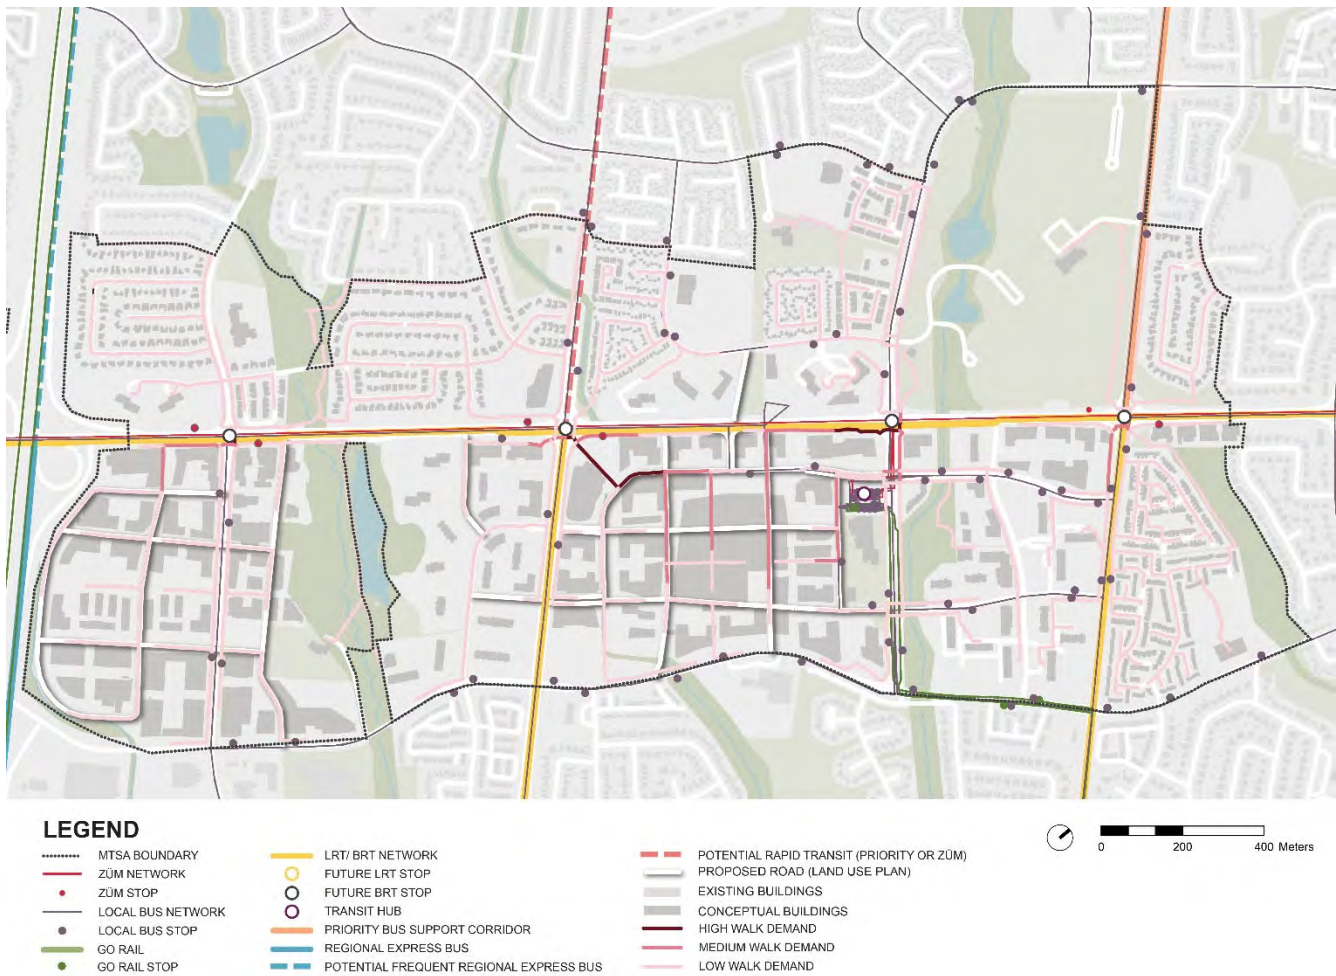 LEGEND
MTSA BOUNDARY
ZÜM NETWORK
ZÜM STOP
LOCAL BUS NETWORK
LOCAL BUS STOP
GO RAIL
GO RAIL STOP
LRT/ BRT NETWORK
FUTURE LRT STOP
FUTURE BRT STOP
TRANSIT HUB
PRIORITY BUS SUPPORT CORRIDOR
REGIONAL EXPRESS BUS
POTENTIAL FREQUENT REGIONAL EXPRESS BUS
POTENTIAL RAPID TRANSIT (PRIORITY OR ZÜM)
PROPOSED ROAD (LAND USE PLAN)
EXISTING BUILDINGS
CONCEPTUAL BUILDINGS
HIGH WALK DEMAND
MEDIUM WALK DEMAND
LOW WALK DEMAND
0 200 400 Meters